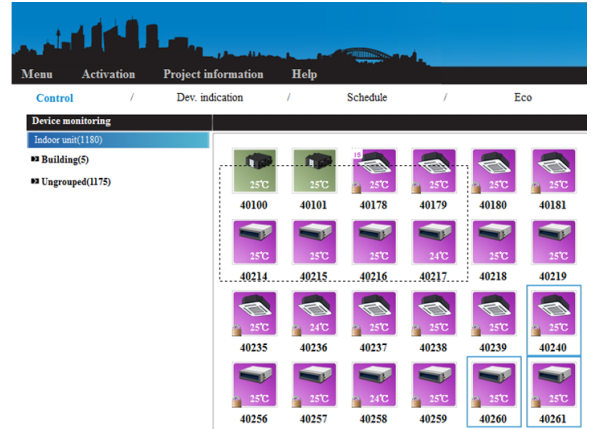 Menu Activation Project information Help
Control / Dev. indication / Schedule / Eco
Device monitoring
Indoor unit(1180)
Building(5)
Ungrouped(1175)
25°C 25°C 15 25°C 25°C 25°C 25°C
40100 40101 40178 40179 40180 40181
25°C 25°C 25°C 24°C 25°C 25°C
40214 40215 40216 40217 40218 40219
25°C 24°C 25°C 25°C 25°C 25°C
40235 40236 40237 40238 40239 40240
25°C 25°C 24°C 25°C 25°C 25°C
40256 40257 40258 40259 40260 40261